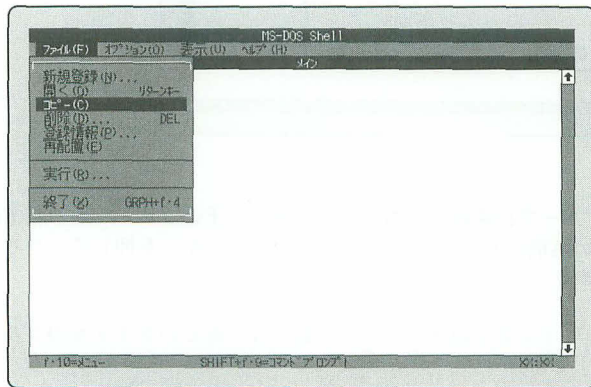 MS-DOS Shell
ファイル(F) オプション(O) 表示(U) ヘルプ(H)
メイン
新規登録(N)...
開く(O) リターンキー
コピー(C)
削除(D)... DEL
登録情報(P)...
再配置(E)
実行(R)...
終了(X) GRPH+f・4
f・10=メニュー SHIFT+f・9=コマンドプロンプト